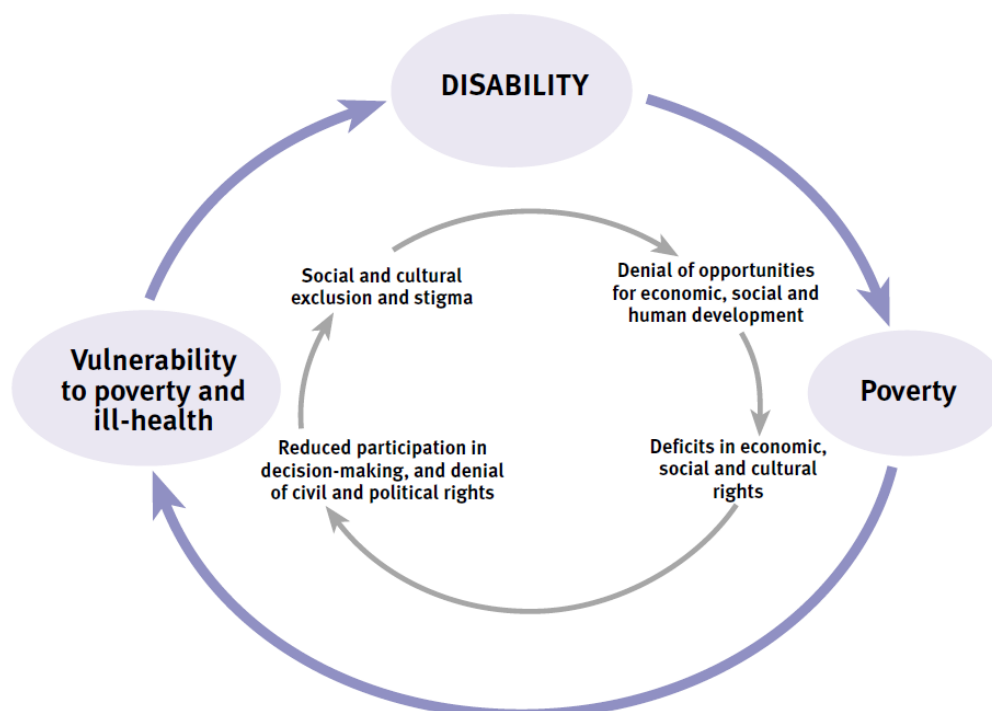 DISABILITY
Social and cultural
exclusion and stigma
Denial of opportunities
for economic, social and
human development
Vulnerability
to poverty and
ill-health
Poverty
Reduced participation in
decision-making, and denial
of civil and political rights
Deficits in economic,
social and cultural
rights